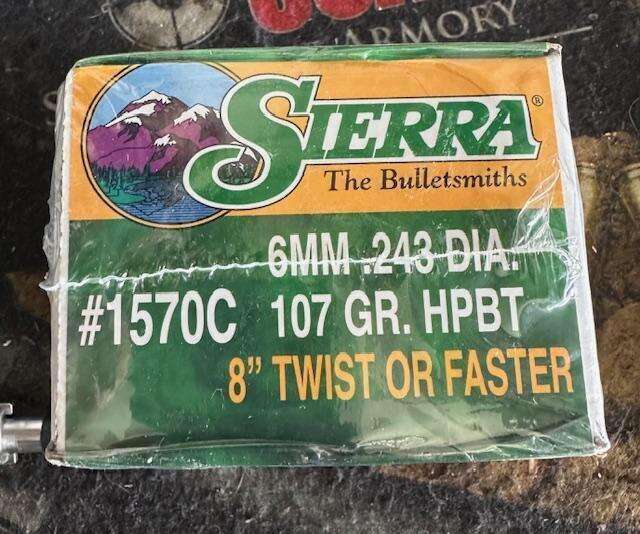 ARMORY
SIERRA®
The Bulletsmiths
6MM .243 DIA.
#1570C 107 GR. HPBT
8" TWIST OR FASTER